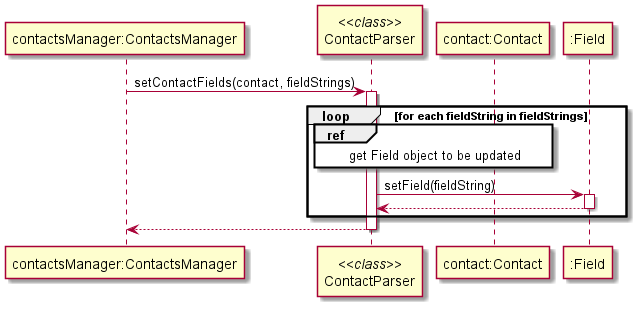 contactsManager:ContactsManager
<<class>>
ContactParser
contact:Contact
:Field
setContactFields(contact, fieldStrings)
loop
[for each fieldString in fieldStrings]
ref
get Field object to be updated
setField(fieldString)
contactsManager:ContactsManager
<<class>>
ContactParser
contact:Contact
:Field